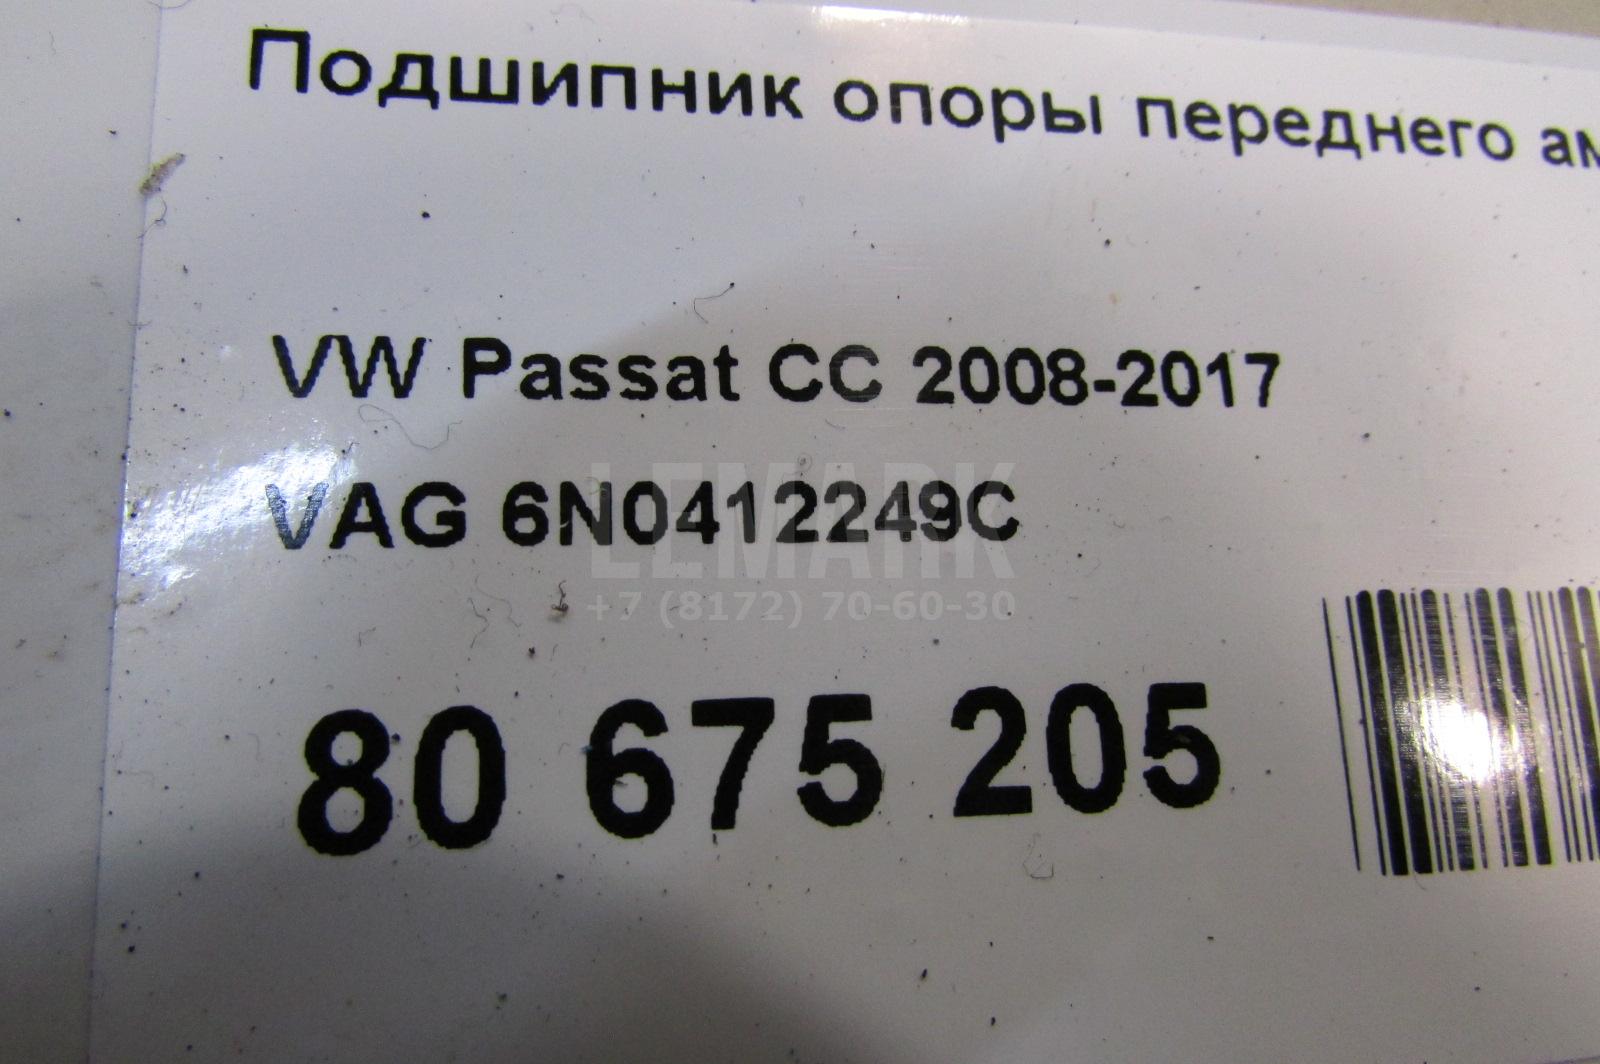 Подшипник опоры переднего ам
VW Passat CC 2008-2017
VAG 6N0412249C
LEMARK
+7 (8172) 70-60-30
80 675 205